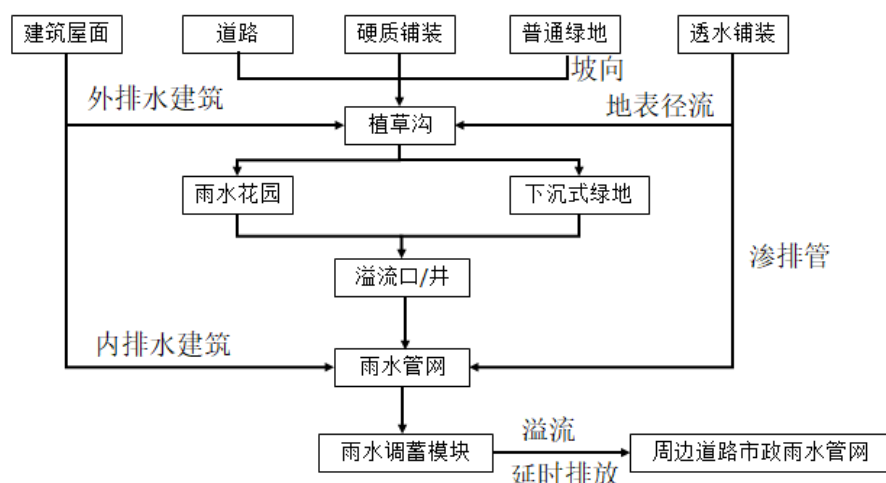 建筑屋面
道路
硬质铺装
普通绿地
透水铺装
坡向
外排水建筑
地表径流
植草沟
雨水花园
下沉式绿地
渗排管
溢流口/井
内排水建筑
雨水管网
溢流
雨水调蓄模块
周边道路市政雨水管网
延时排放